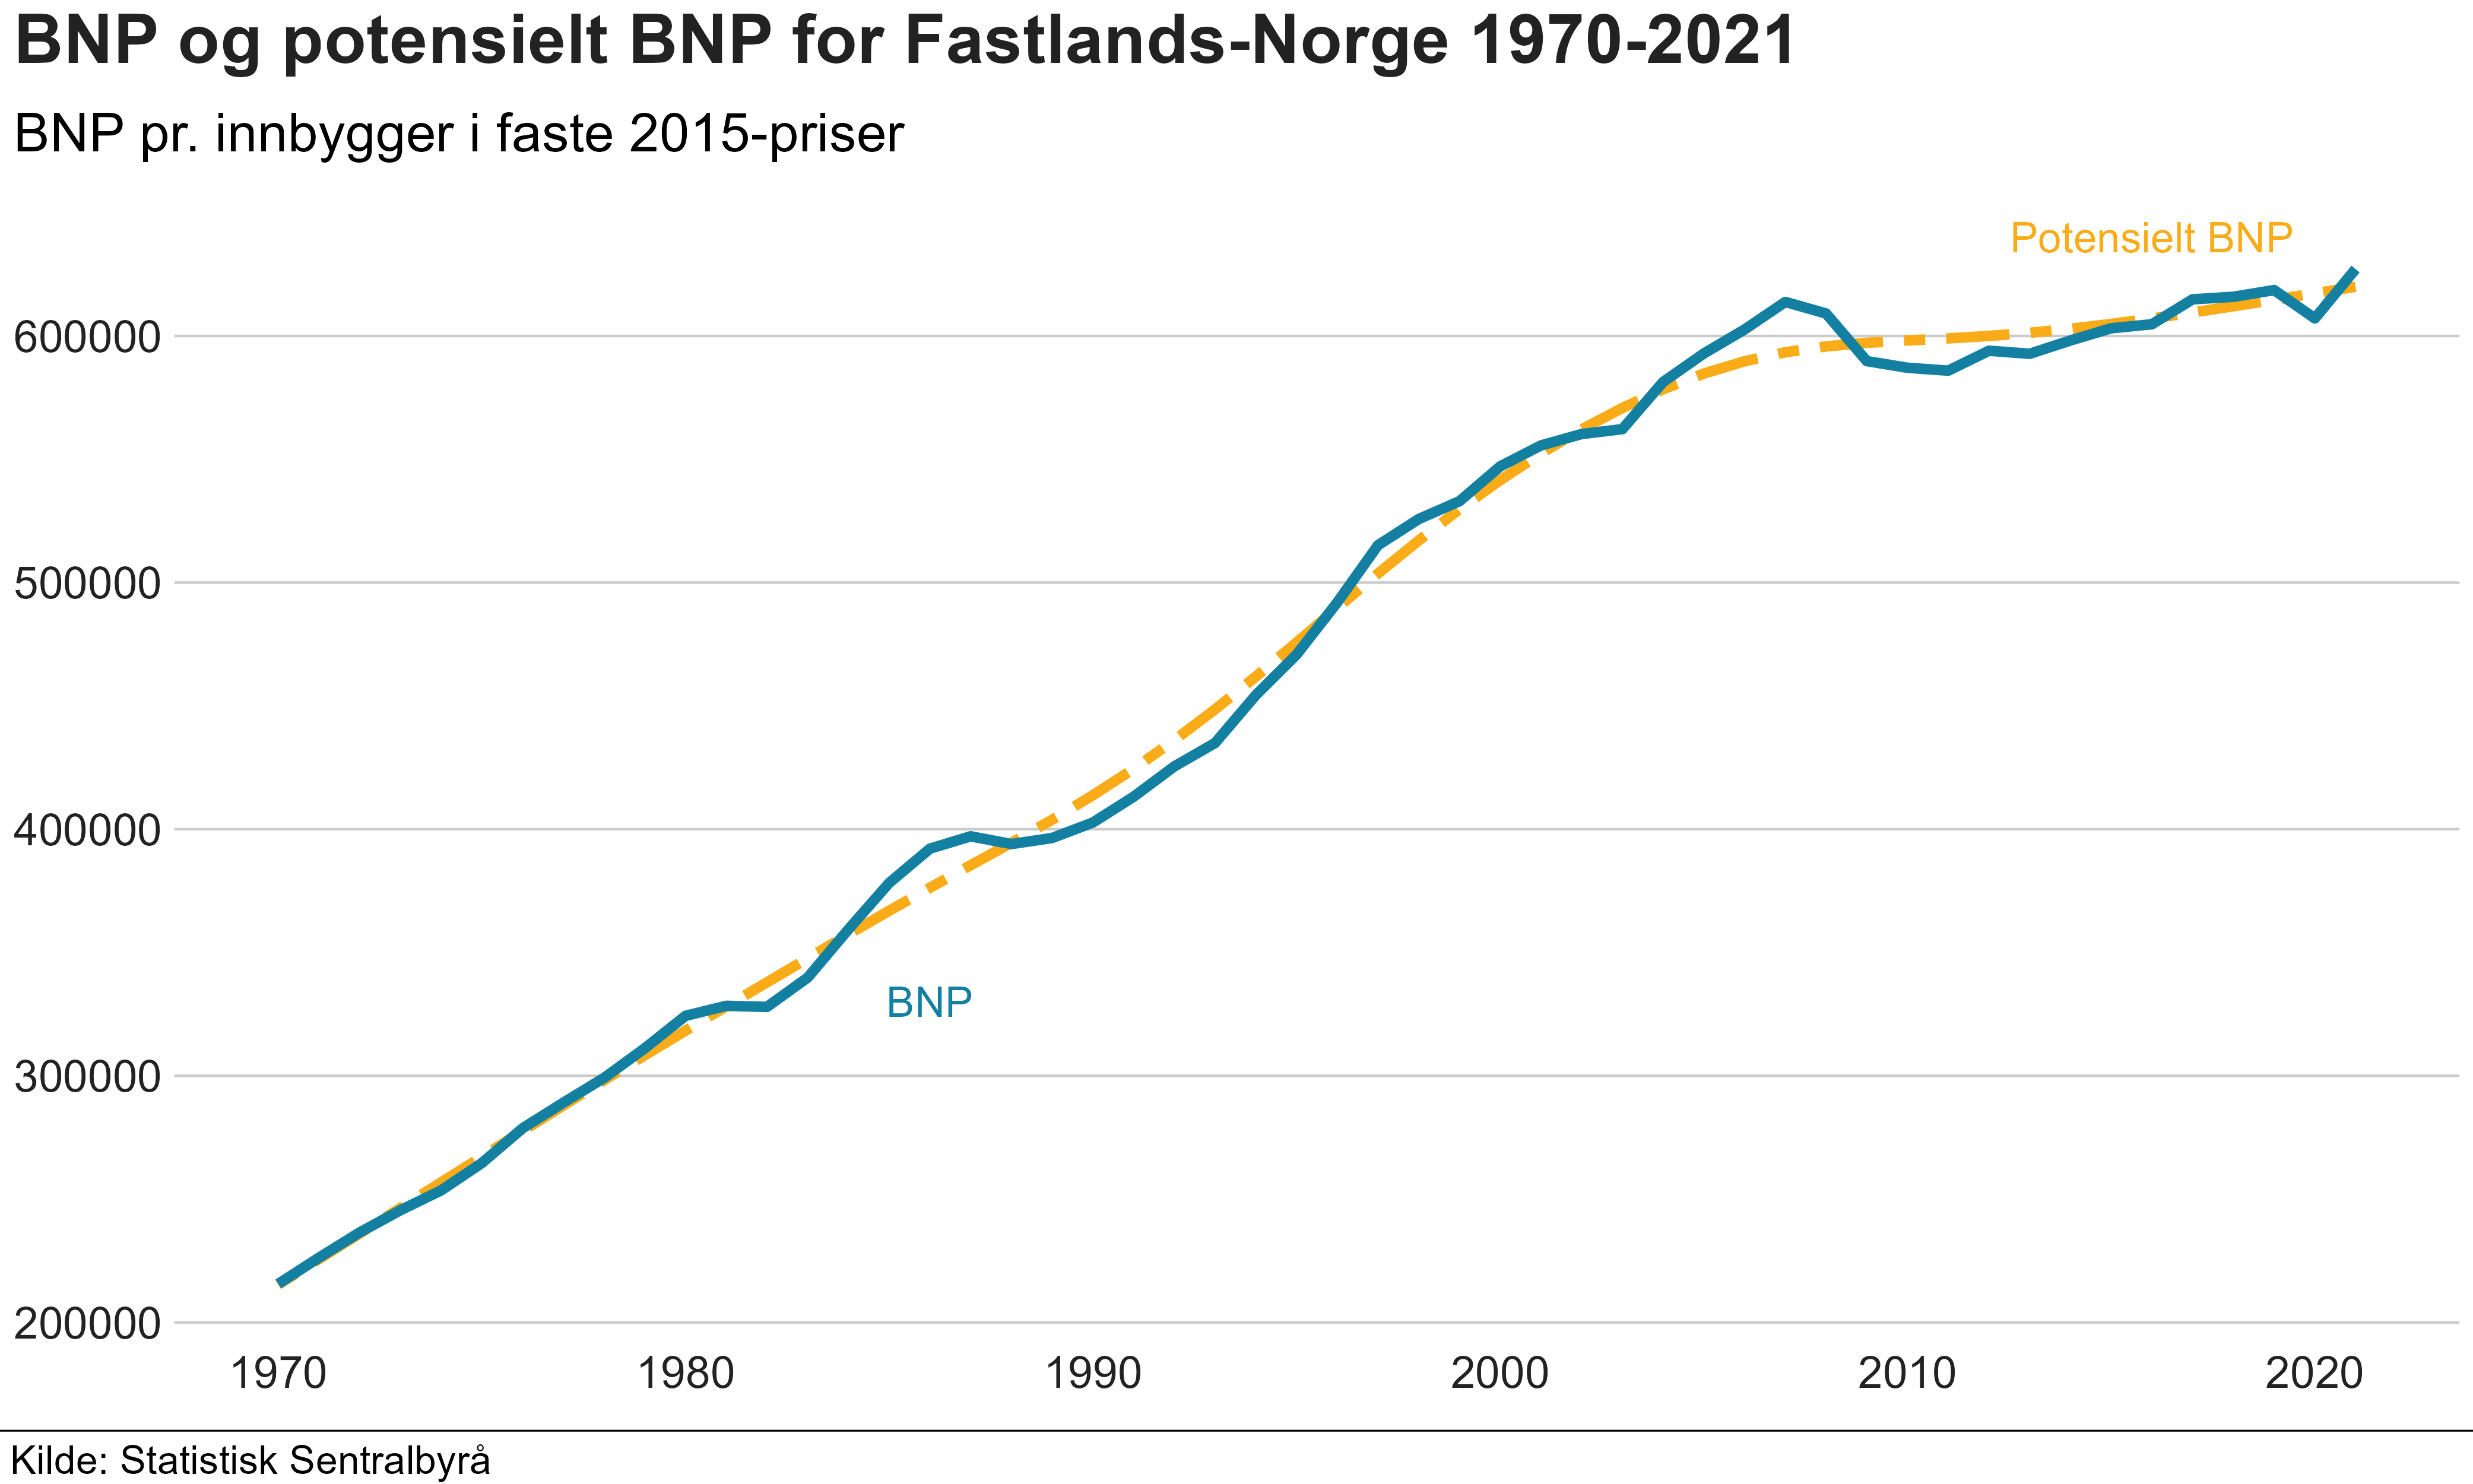 BNP og potensielt BNP for Fastlands-Norge 1970-2021
BNP pr. innbygger i faste 2015-priser
Potensielt BNP
600000
500000
400000
BNP
300000
200000
1970 1980 1990 2000 2010 2020
Kilde: Statistisk Sentralbyrå